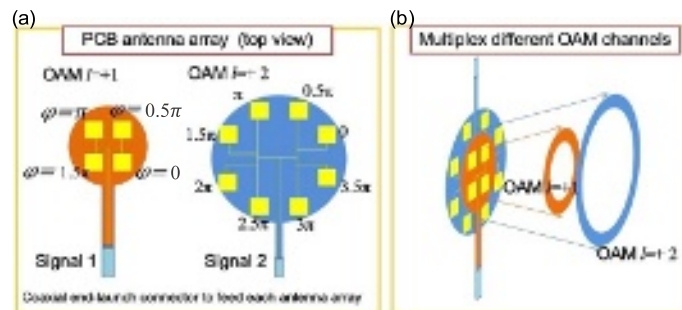 (a)
PCB antenna array (top view)
OAM l=+1
OAM l=+2
φ=π
φ=0.5π
φ=1.5π
φ=0
π
0.5π
1.5π
0
2π
3.5π
2.5π
3π
Signal 1
Signal 2
Coaxial end-launch connector to feed each antenna array
(b)
Multiplex different OAM channels
OAM l=+1
OAM l=+2